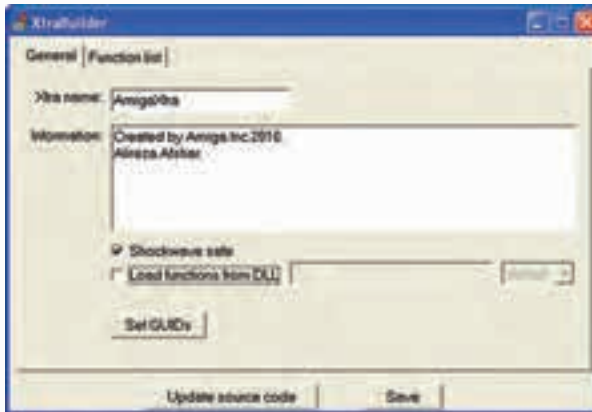 XtraBuilder
General Function list
Xtra name: AmigaXtra
Information: Created by Amiga Inc.2010.
Alireza Afshar
Shockwave safe
Load functions from DLL
Set GUIDs
Update source code Save